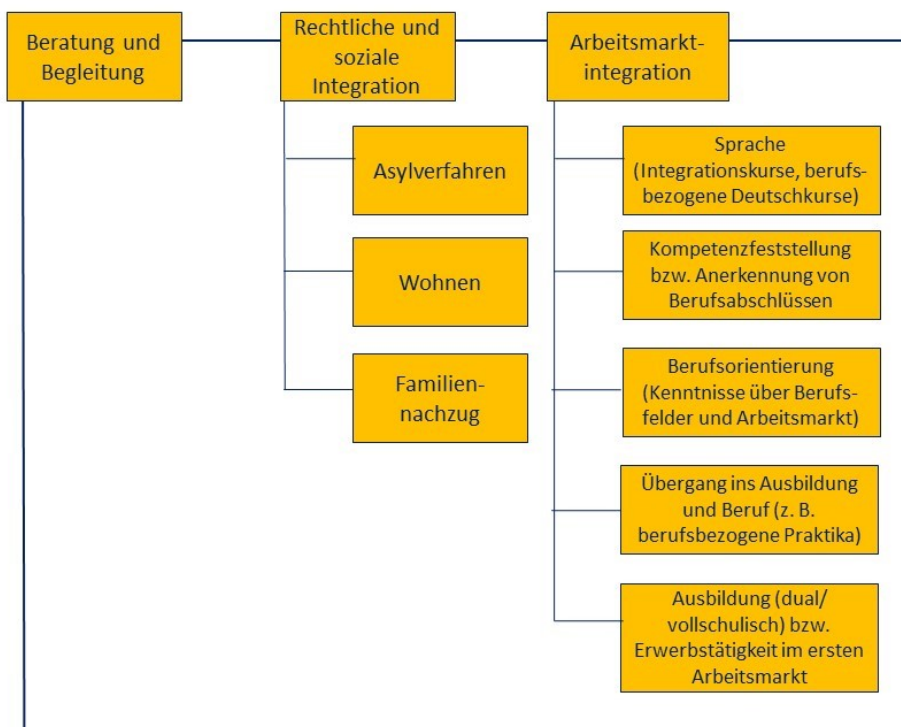 Beratung und
Begleitung
Rechtliche und
soziale
Integration
Arbeitsmarkt-
integration
Asylverfahren
Wohnen
Familien-
nachzug
Sprache
(Integrationskurse, berufs-
bezogene Deutschkurse)
Kompetenzfeststellung
bzw. Anerkennung von
Berufsabschlüssen
Berufsorientierung
(Kenntnisse über Berufs-
felder und Arbeitsmarkt)
Übergang ins Ausbildung
und Beruf (z. B.
berufsbezogene Praktika)
Ausbildung (dual/
vollschulisch) bzw.
Erwerbstätigkeit im ersten
Arbeitsmarkt